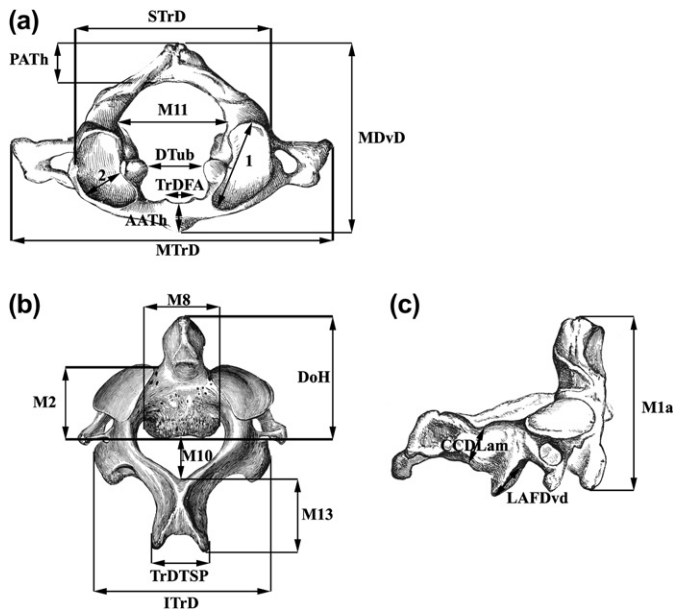 (a)
STrD
PATh
M11
MDvD
DTub
1
2
TrDFA
AATh
MTrD
(b)
(c)
M8
DoH
M2
M1a
CCDLam
M10
LAFDvd
M13
TrDTSP
ITrD